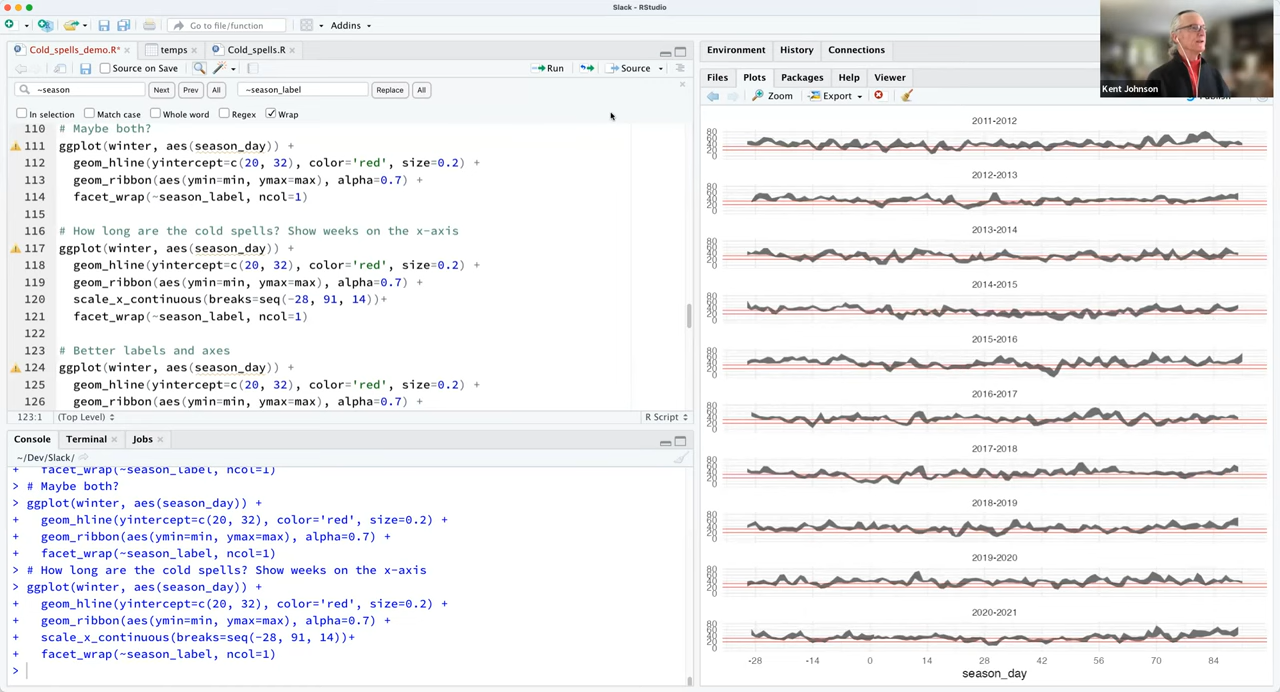 Slack - RStudio
Go to file/function
Addins
Cold_spells_demo.R*
temps
Cold_spells.R
Source on Save
Run
Source
~season
Next
Prev
All
~season_label
Replace
All
In selection
Match case
Whole word
Regex
Wrap
110 # Maybe both?
111 ggplot(winter, aes(season_day)) +
112 geom_hline(yintercept=c(20, 32), color='red', size=0.2) +
113 geom_ribbon(aes(ymin=min, ymax=max), alpha=0.7) +
114 facet_wrap(~season_label, ncol=1)
115
116 # How long are the cold spells? Show weeks on the x-axis
117 ggplot(winter, aes(season_day)) +
118 geom_hline(yintercept=c(20, 32), color='red', size=0.2) +
119 geom_ribbon(aes(ymin=min, ymax=max), alpha=0.7) +
120 scale_x_continuous(breaks=seq(-28, 91, 14))+
121 facet_wrap(~season_label, ncol=1)
122
123 # Better labels and axes
124 ggplot(winter, aes(season_day)) +
125 geom_hline(yintercept=c(20, 32), color='red', size=0.2) +
126 geom_ribbon(aes(ymin=min, ymax=max), alpha=0.7) +
123:1 (Top Level) R Script
Console
Terminal
Jobs
~/Dev/Slack/
+ facet_wrap(~season_label, ncol=1)
> # Maybe both?
> ggplot(winter, aes(season_day)) +
+ geom_hline(yintercept=c(20, 32), color='red', size=0.2) +
+ geom_ribbon(aes(ymin=min, ymax=max), alpha=0.7) +
+ facet_wrap(~season_label, ncol=1)
> # How long are the cold spells? Show weeks on the x-axis
> ggplot(winter, aes(season_day)) +
+ geom_hline(yintercept=c(20, 32), color='red', size=0.2) +
+ geom_ribbon(aes(ymin=min, ymax=max), alpha=0.7) +
+ scale_x_continuous(breaks=seq(-28, 91, 14))+
+ facet_wrap(~season_label, ncol=1)
>
Environment
History
Connections
Files
Plots
Packages
Help
Viewer
Zoom
Export
Kent Johnson
2011-2012
2012-2013
2013-2014
2014-2015
2015-2016
2016-2017
2017-2018
2018-2019
2019-2020
2020-2021
-28 -14 0 14 28 42 56 70 84
season_day